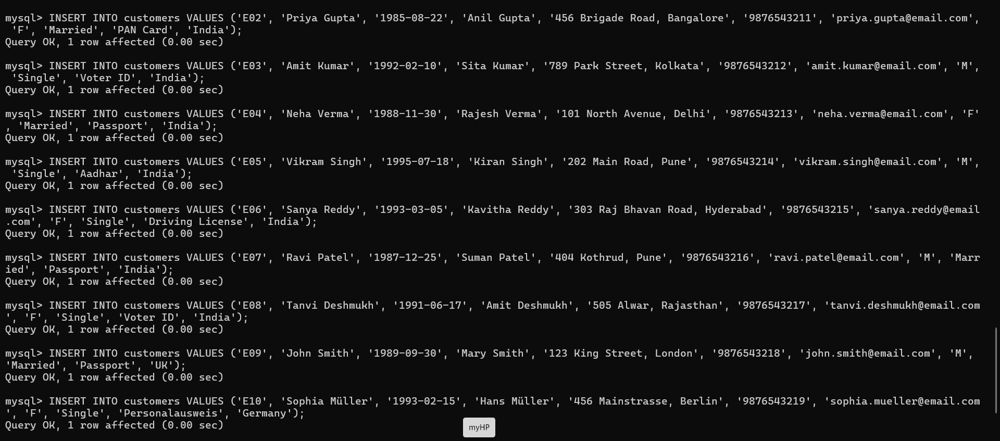 mysql> INSERT INTO customers VALUES ('E02', 'Priya Gupta', '1985-08-22', 'Anil Gupta', '456 Brigade Road, Bangalore', '9876543211', 'priya.gupta@email.com',
 'F', 'Married', 'PAN Card', 'India');
Query OK, 1 row affected (0.00 sec)

mysql> INSERT INTO customers VALUES ('E03', 'Amit Kumar', '1992-02-10', 'Sita Kumar', '789 Park Street, Kolkata', '9876543212', 'amit.kumar@email.com', 'M',
 'Single', 'Voter ID', 'India');
Query OK, 1 row affected (0.00 sec)

mysql> INSERT INTO customers VALUES ('E04', 'Neha Verma', '1988-11-30', 'Rajesh Verma', '101 North Avenue, Delhi', '9876543213', 'neha.verma@email.com', 'F'
, 'Married', 'Passport', 'India');
Query OK, 1 row affected (0.00 sec)

mysql> INSERT INTO customers VALUES ('E05', 'Vikram Singh', '1995-07-18', 'Kiran Singh', '202 Main Road, Pune', '9876543214', 'vikram.singh@email.com', 'M',
 'Single', 'Aadhar', 'India');
Query OK, 1 row affected (0.00 sec)

mysql> INSERT INTO customers VALUES ('E06', 'Sanya Reddy', '1993-03-05', 'Kavitha Reddy', '303 Raj Bhavan Road, Hyderabad', '9876543215', 'sanya.reddy@email
.com', 'F', 'Single', 'Driving License', 'India');
Query OK, 1 row affected (0.00 sec)

mysql> INSERT INTO customers VALUES ('E07', 'Ravi Patel', '1987-12-25', 'Suman Patel', '404 Kothrud, Pune', '9876543216', 'ravi.patel@email.com', 'M', 'Marr
ied', 'Passport', 'India');
Query OK, 1 row affected (0.00 sec)

mysql> INSERT INTO customers VALUES ('E08', 'Tanvi Deshmukh', '1991-06-17', 'Amit Deshmukh', '505 Alwar, Rajasthan', '9876543217', 'tanvi.deshmukh@email.com
', 'F', 'Single', 'Voter ID', 'India');
Query OK, 1 row affected (0.00 sec)

mysql> INSERT INTO customers VALUES ('E09', 'John Smith', '1989-09-30', 'Mary Smith', '123 King Street, London', '9876543218', 'john.smith@email.com', 'M',
'Married', 'Passport', 'UK');
Query OK, 1 row affected (0.00 sec)

mysql> INSERT INTO customers VALUES ('E10', 'Sophia Müller', '1993-02-15', 'Hans Müller', '456 Mainstrasse, Berlin', '9876543219', 'sophia.mueller@email.com
', 'F', 'Single', 'Personalausweis', 'Germany');
Query OK, 1 row affected (0.00 sec)
myHP